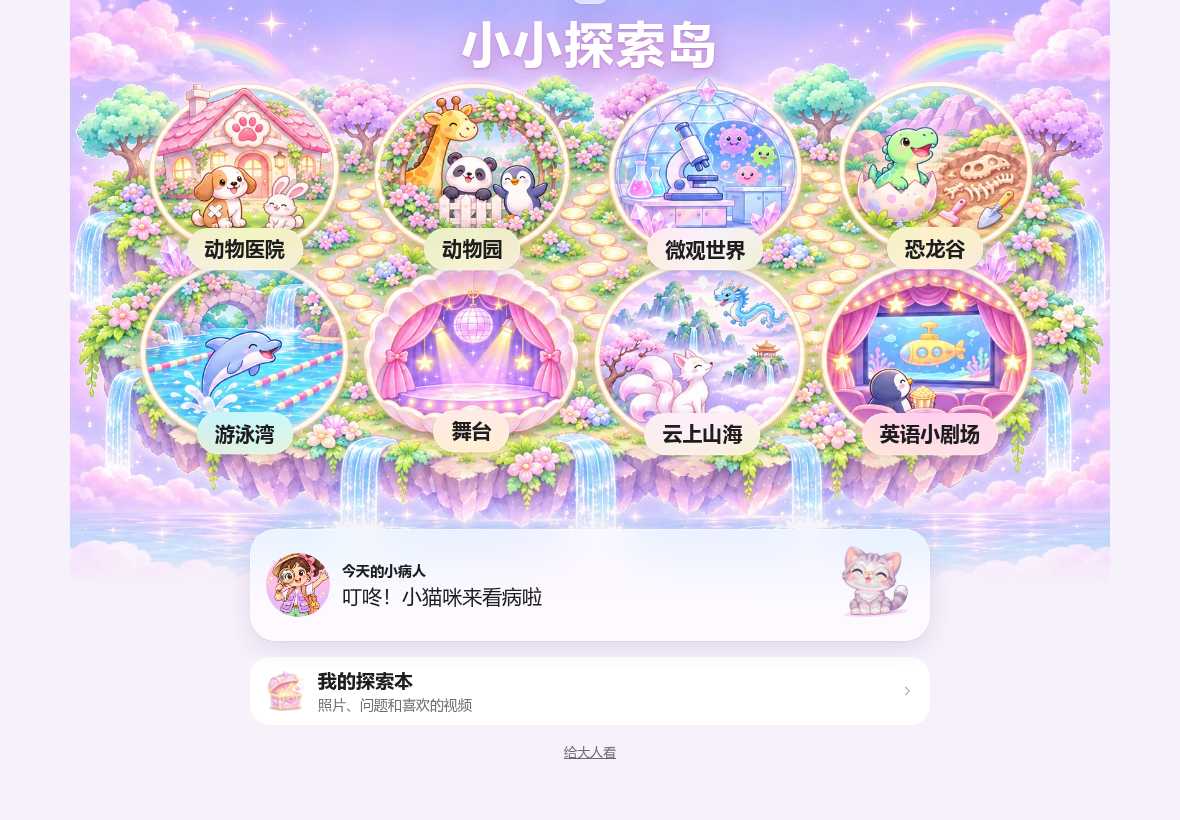 小小探索岛
动物医院
动物园
微观世界
恐龙谷
游泳湾
舞台
云上山海
英语小剧场
今天的小病人
叮咚！小猫咪来看病啦
我的探索本
照片、问题和喜欢的视频
给大人看